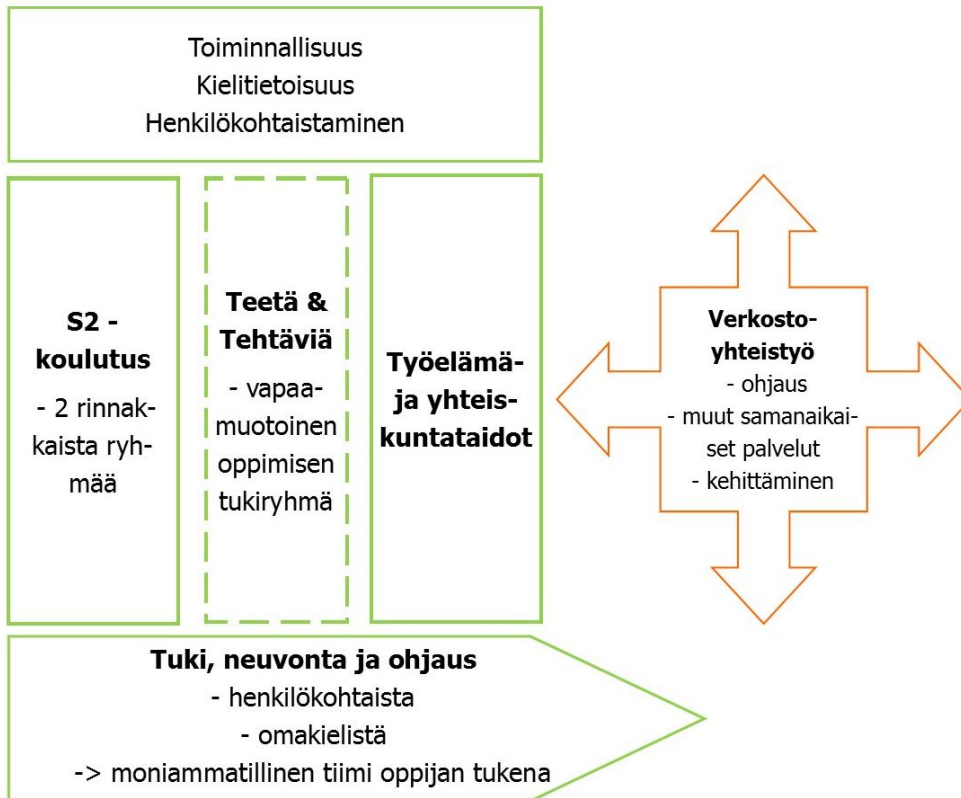 Toiminnallisuus
Kielitietoisuus
Henkilökohtaistaminen
S2 -
koulutus
- 2 rinnak-
kaista ryh-
mää
Teetä &
Tehtäviä
- vapaa-
muotoinen
oppimisen
tukiryhmä
Työelämä-
ja yhteis-
kuntataidot
Verkosto-
yhteistyö
- ohjaus
- muut samanaikai-
set palvelut
- kehittäminen
Tuki, neuvonta ja ohjaus
- henkilökohtaista
- omakielistä
-> moniammatillinen tiimi oppijan tukena